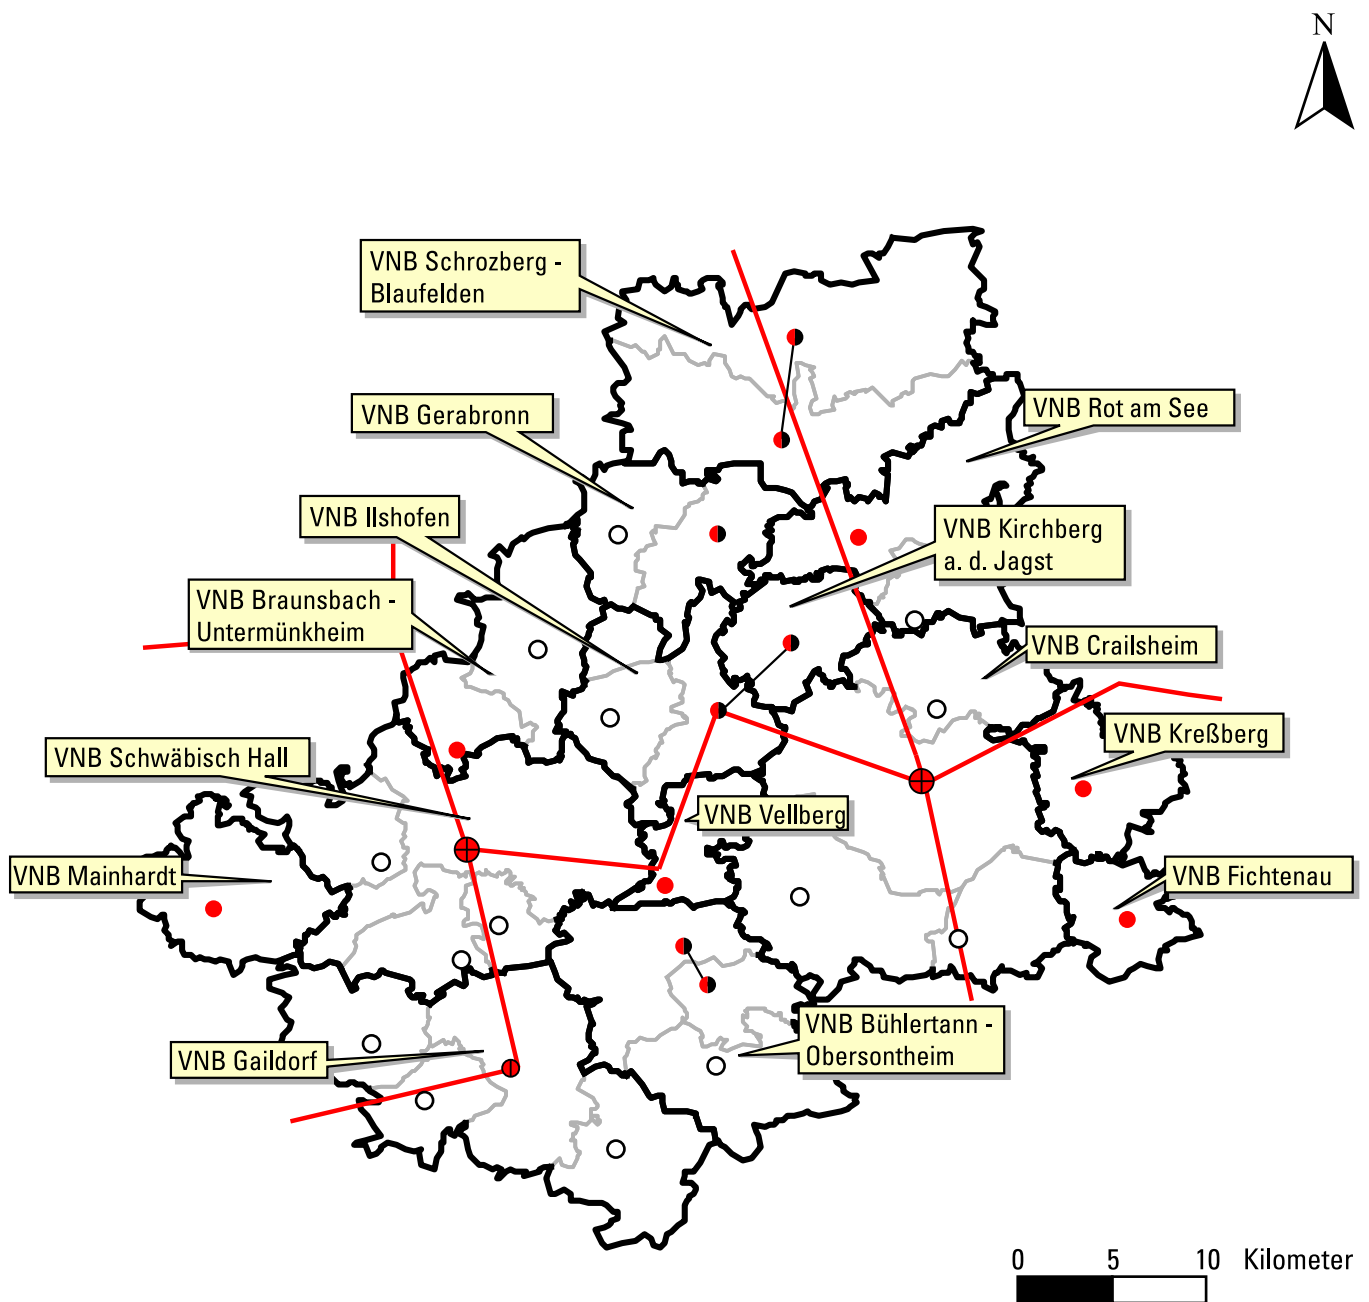 N
VNB Schrozberg -
Blaufelden
VNB Gerabronn
VNB Rot am See
VNB Ilshofen
VNB Kirchberg
a. d. Jagst
VNB Braunsbach -
Untermünkheim
VNB Crailsheim
VNB Kreßberg
VNB Schwäbisch Hall
VNB Vellberg
VNB Mainhardt
VNB Fichtenau
VNB Bühlertann -
Obersontheim
VNB Gaildorf
0 5 10 Kilometer